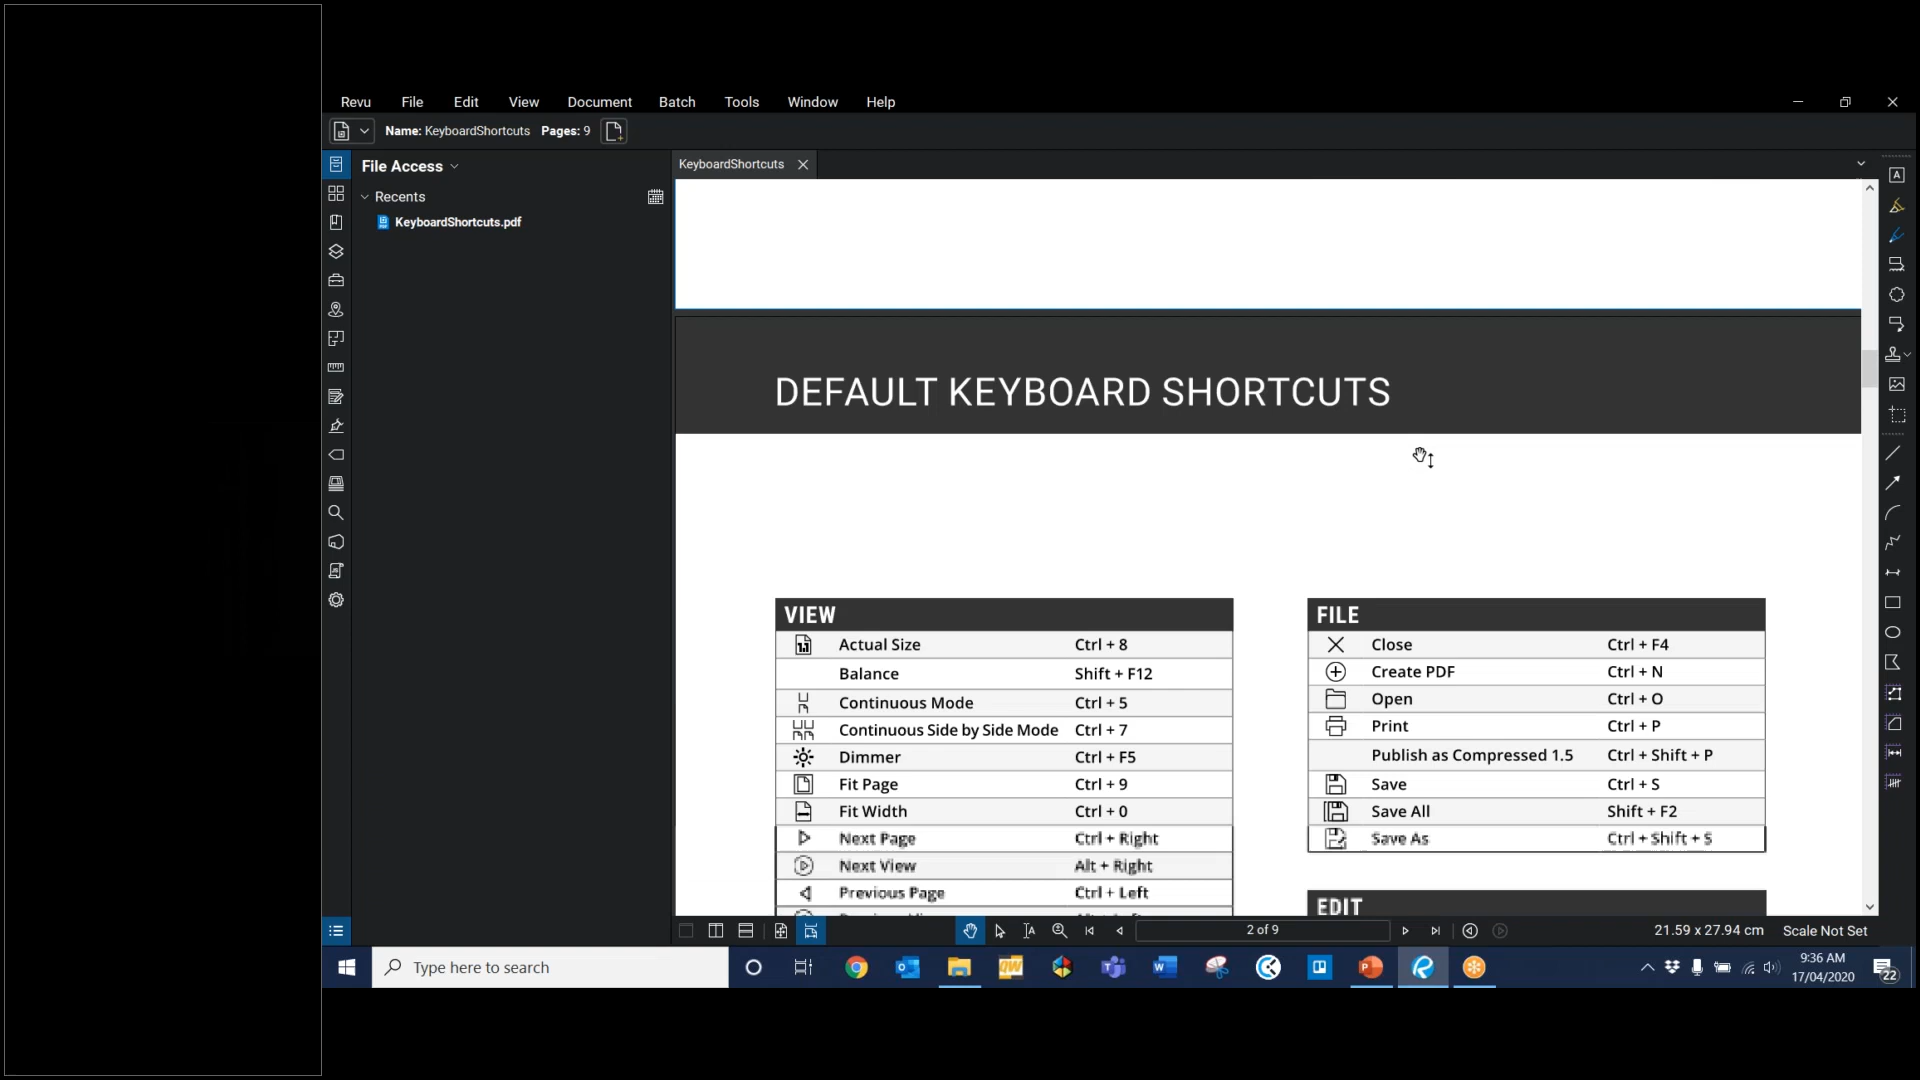 Revu File Edit View Document Batch Tools Window Help
Name: KeyboardShortcuts Pages: 9
File Access
KeyboardShortcuts
Recents
KeyboardShortcuts.pdf
DEFAULT KEYBOARD SHORTCUTS
VIEW
Actual Size Ctrl + 8
Balance Shift + F12
Continuous Mode Ctrl + 5
Continuous Side by Side Mode Ctrl + 7
Dimmer Ctrl + F5
Fit Page Ctrl + 9
Fit Width Ctrl + 0
Next Page Ctrl + Right
Next View Alt + Right
Previous Page Ctrl + Left
FILE
Close Ctrl + F4
Create PDF Ctrl + N
Open Ctrl + O
Print Ctrl + P
Publish as Compressed 1.5 Ctrl + Shift + P
Save Ctrl + S
Save All Shift + F2
Save As Ctrl + Shift + S
EDIT
2 of 9
21.59 x 27.94 cm Scale Not Set
Type here to search
9:36 AM
17/04/2020
22